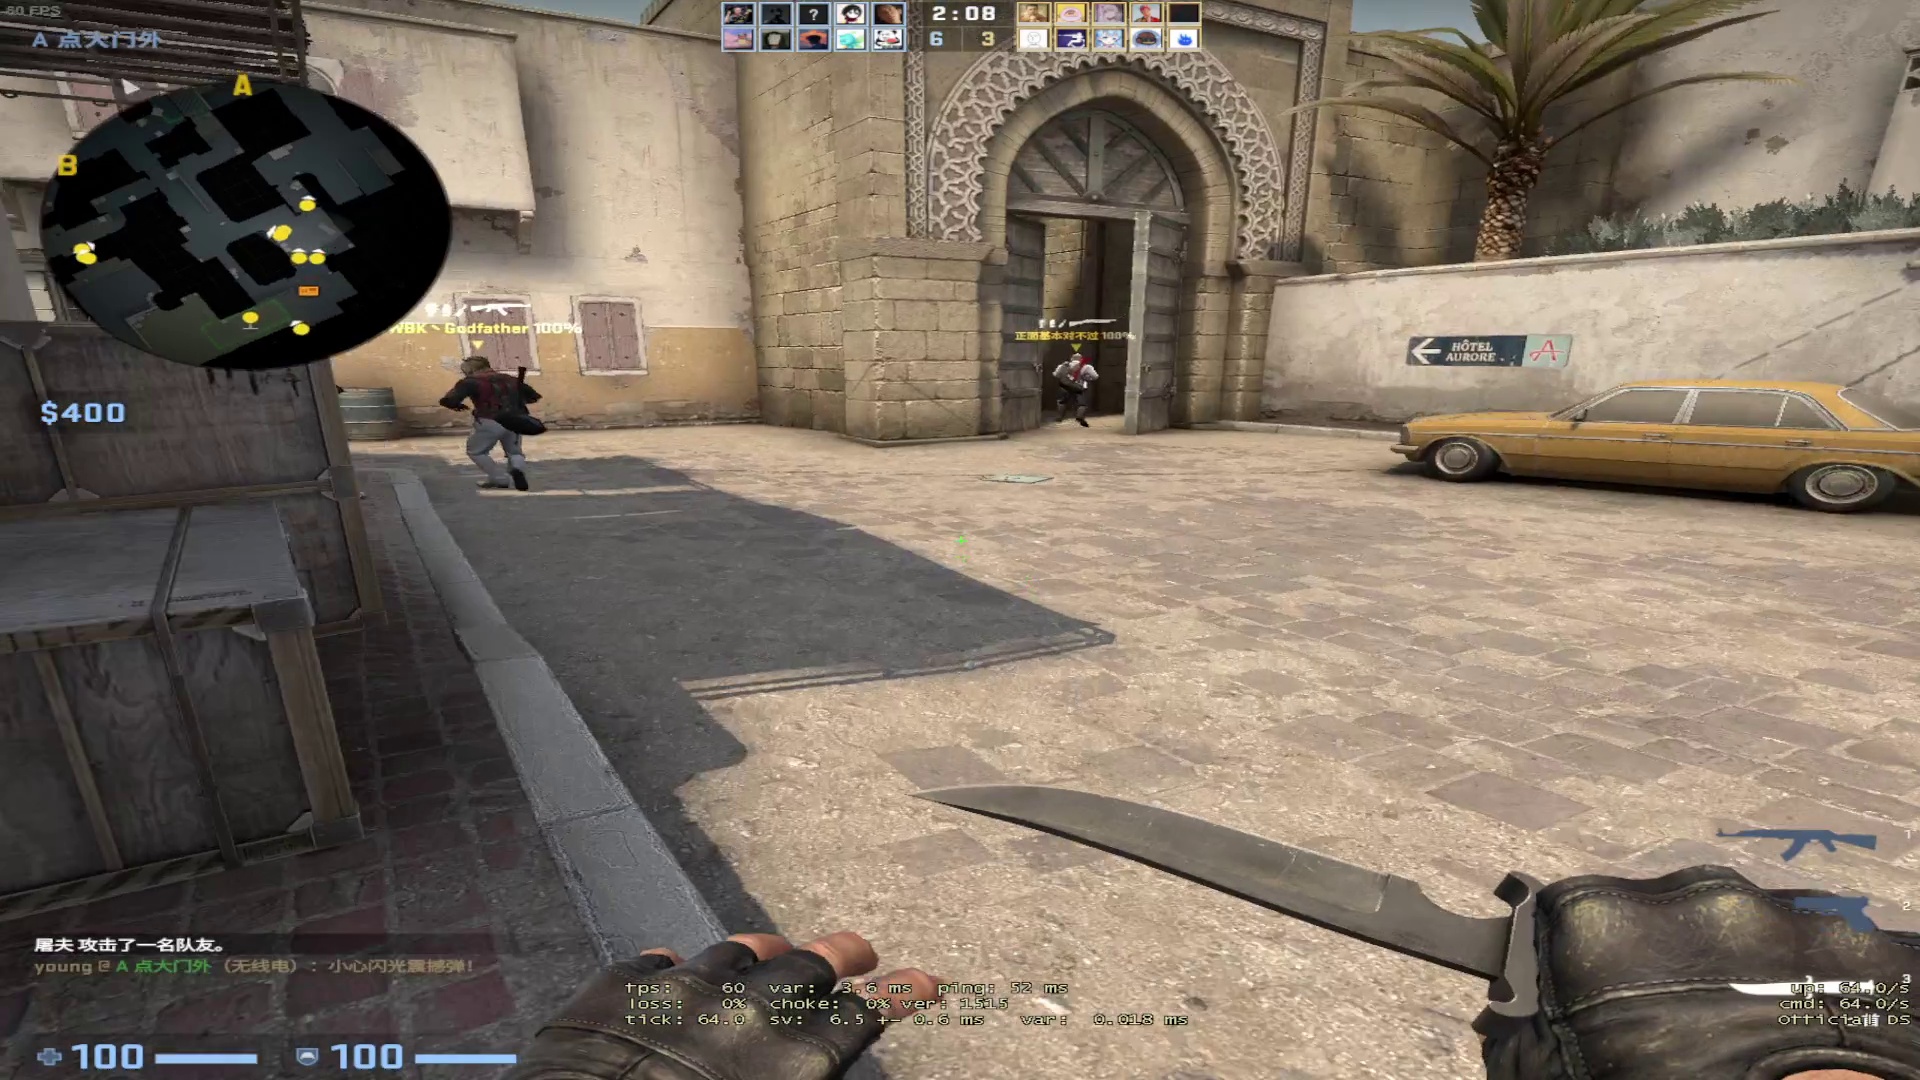 60 FPS
A 点大门外
A
B
2:08
6 3
?
$400
WBK丶Godfather 100%
正面基本对不过 100%
HÔTEL
AURORE
A
1
2
3
屠夫 攻击了一名队友。
young @ A 点大门外 (无线电) : 小心闪光震撼弹!
fps: 60 var: 3.6 ms ping: 52 ms
loss: 0% choke: 0% ver: 1515
tick: 64.0 sv: 6.5 +- 0.6 ms var: 0.018 ms
up: 64.0/s
cmd: 64.0/s
Official DS
100 100